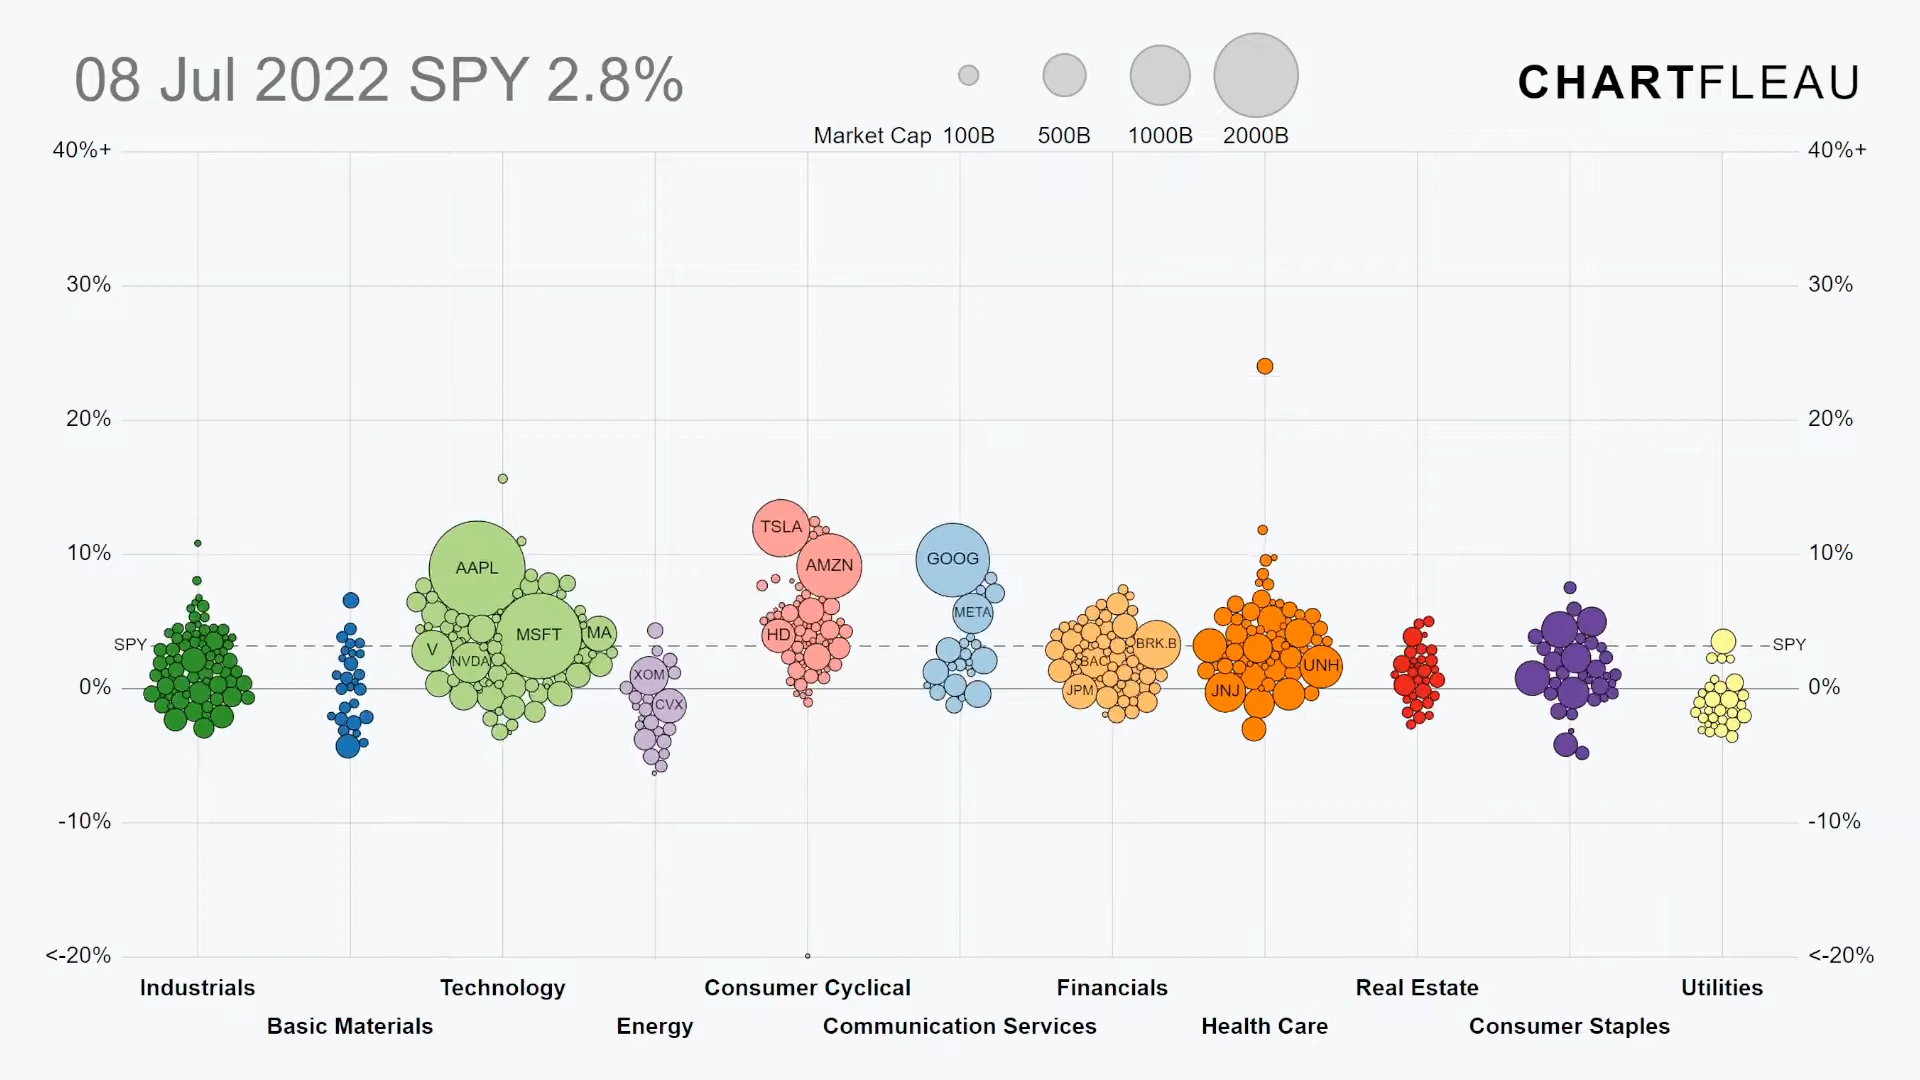 08 Jul 2022 SPY 2.8%
CHARTFLEAU
Market Cap 100B 500B 1000B 2000B
40%+ 40%+
30% 30%
20% 20%
TSLA
10% 10%
GOOG
AMZN
AAPL
META
MA
MSFT
HD
SPY SPY
BRK.B
V
NVDA
BAC
UNH
XOM
0% 0%
JPM
JNJ
CVX
-10% -10%
<-20% <-20%
Industrials Technology Consumer Cyclical Financials Real Estate Utilities
Basic Materials Energy Communication Services Health Care Consumer Staples